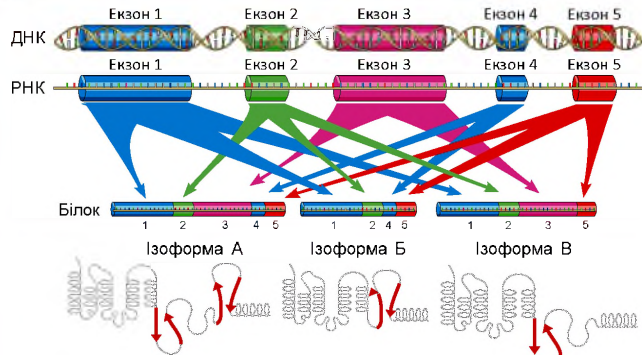 Екзон 1 Екзон 2 Екзон 3 Екзон 4 Екзон 5
ДНК
Екзон 1 Екзон 2 Екзон 3 Екзон 4 Екзон 5
РНК
Білок
1 2 3 4 5 1 2 4 5 1 2 3 5
Ізоформа А Ізоформа Б Ізоформа В